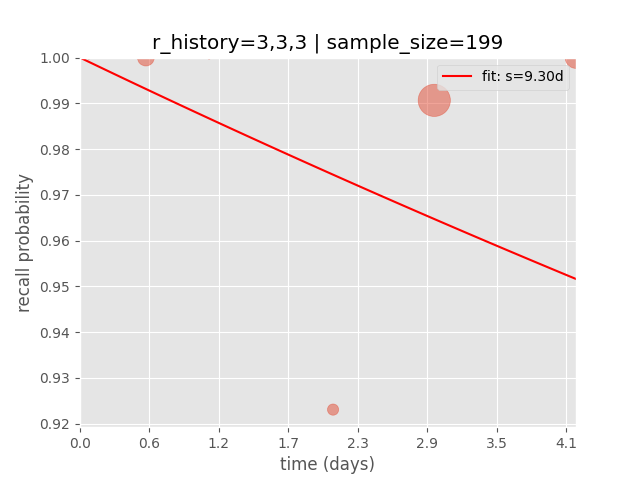 r_history=3,3,3 | sample_size=199
fit: s=9.30d
recall probability
1.00
0.99
0.98
0.97
0.96
0.95
0.94
0.93
0.92
0.0 0.6 1.2 1.7 2.3 2.9 3.5 4.1
time (days)